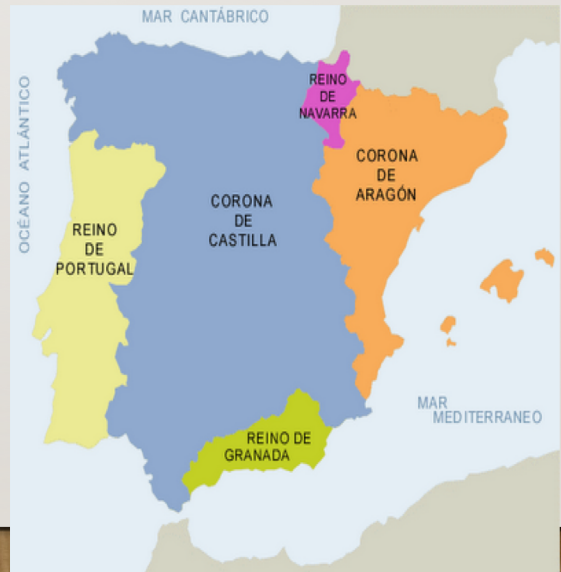 MAR CANTÁBRICO
OCÉANO ATLÁNTICO
REINO
DE
NAVARRA
CORONA
DE
ARAGÓN
CORONA
DE
CASTILLA
REINO
DE
PORTUGAL
MAR
MEDITERRANEO
REINO DE
GRANADA